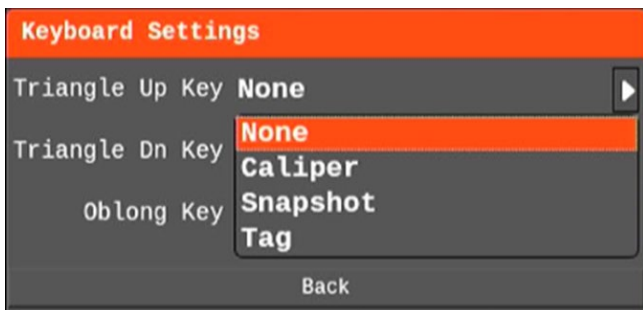 Keyboard Settings
Triangle Up Key None
None
Triangle Dn Key
Caliper
Oblong Key
Snapshot
Tag
Back